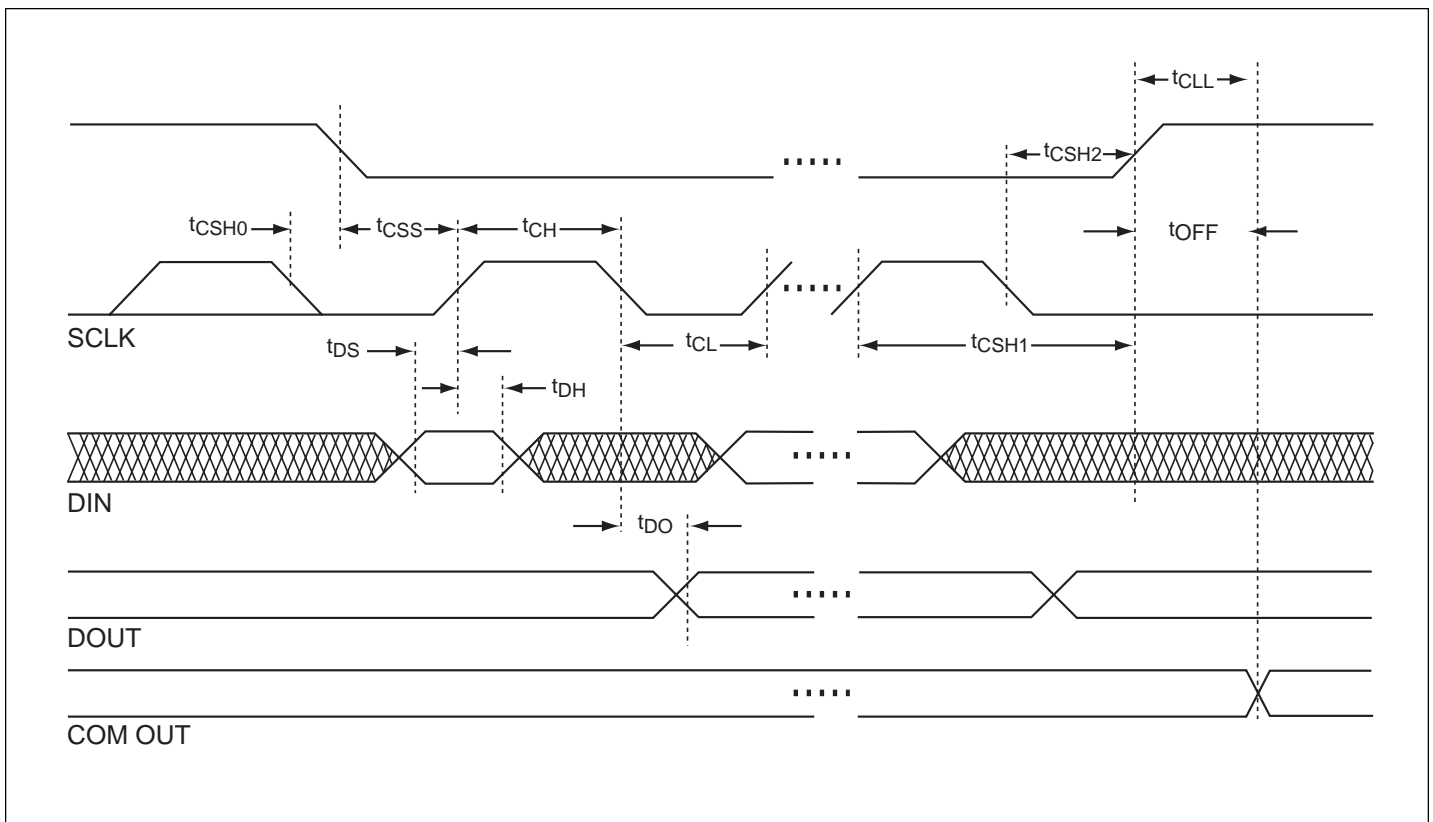 tCLL
tCSH2
tCSH0
tCSS
tCH
tOFF
SCLK
tDS
tCL
tCSH1
tDH
DIN
tDO
DOUT
COM OUT